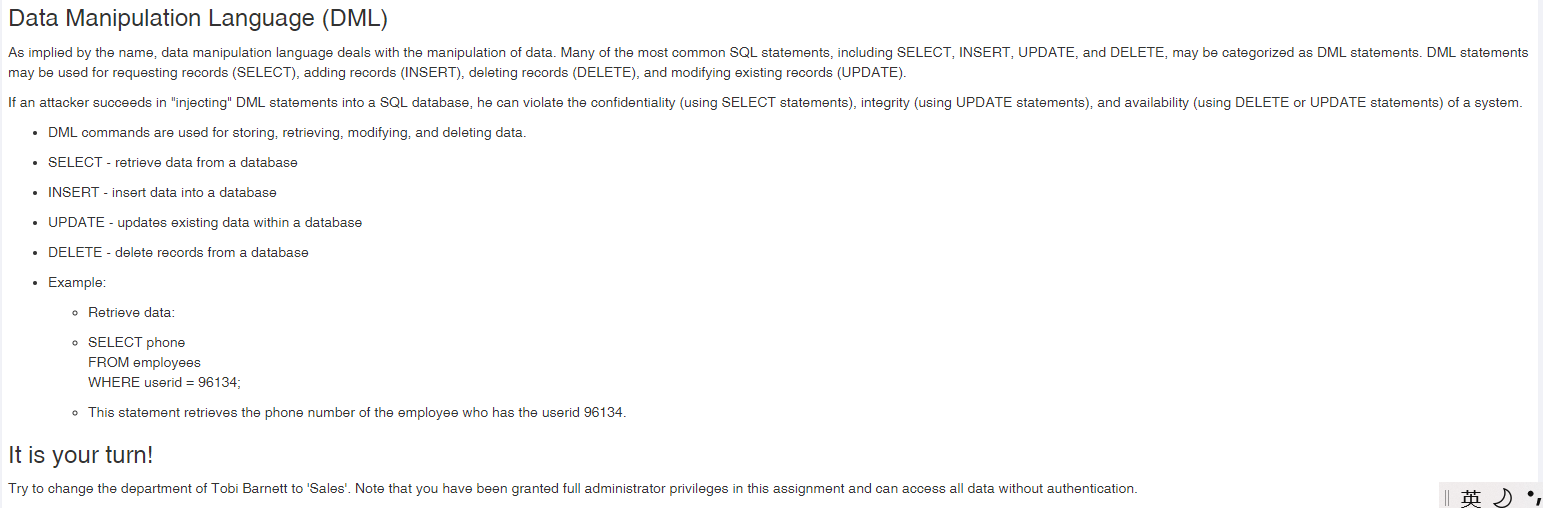 Data Manipulation Language (DML)
As implied by the name, data manipulation language deals with the manipulation of data. Many of the most common SQL statements, including SELECT, INSERT, UPDATE, and DELETE, may be categorized as DML statements. DML statements
may be used for requesting records (SELECT), adding records (INSERT), deleting records (DELETE), and modifying existing records (UPDATE).
If an attacker succeeds in "injecting" DML statements into a SQL database, he can violate the confidentiality (using SELECT statements), integrity (using UPDATE statements), and availability (using DELETE or UPDATE statements) of a system.
• DML commands are used for storing, retrieving, modifying, and deleting data.
• SELECT - retrieve data from a database
• INSERT - insert data into a database
• UPDATE - updates existing data within a database
• DELETE - delete records from a database
• Example:
◦ Retrieve data:
◦ SELECT phone
FROM employees
WHERE userid = 96134;
◦ This statement retrieves the phone number of the employee who has the userid 96134.
It is your turn!
Try to change the department of Tobi Barnett to 'Sales'. Note that you have been granted full administrator privileges in this assignment and can access all data without authentication.
英